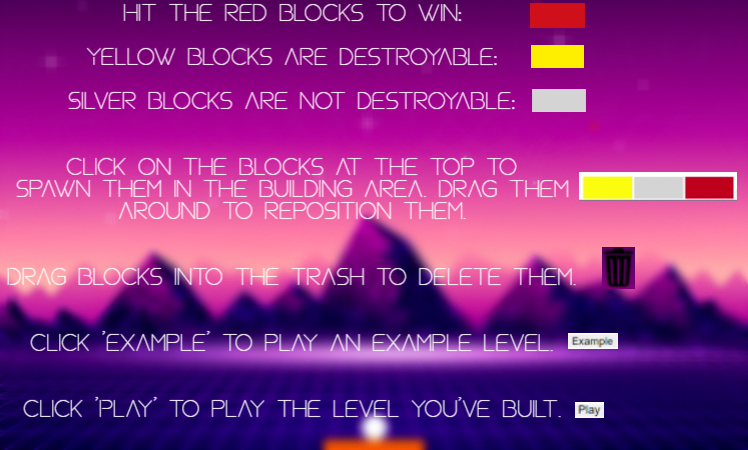 HIT THE RED BLOCKS TO WIN:
YELLOW BLOCKS ARE DESTROYABLE:
SILVER BLOCKS ARE NOT DESTROYABLE:
CLICK ON THE BLOCKS AT THE TOP TO
SPAWN THEM IN THE BUILDING AREA. DRAG THEM
AROUND TO REPOSITION THEM.
DRAG BLOCKS INTO THE TRASH TO DELETE THEM.
CLICK 'EXAMPLE' TO PLAY AN EXAMPLE LEVEL. Example
CLICK 'PLAY' TO PLAY THE LEVEL YOU'VE BUILT. Play